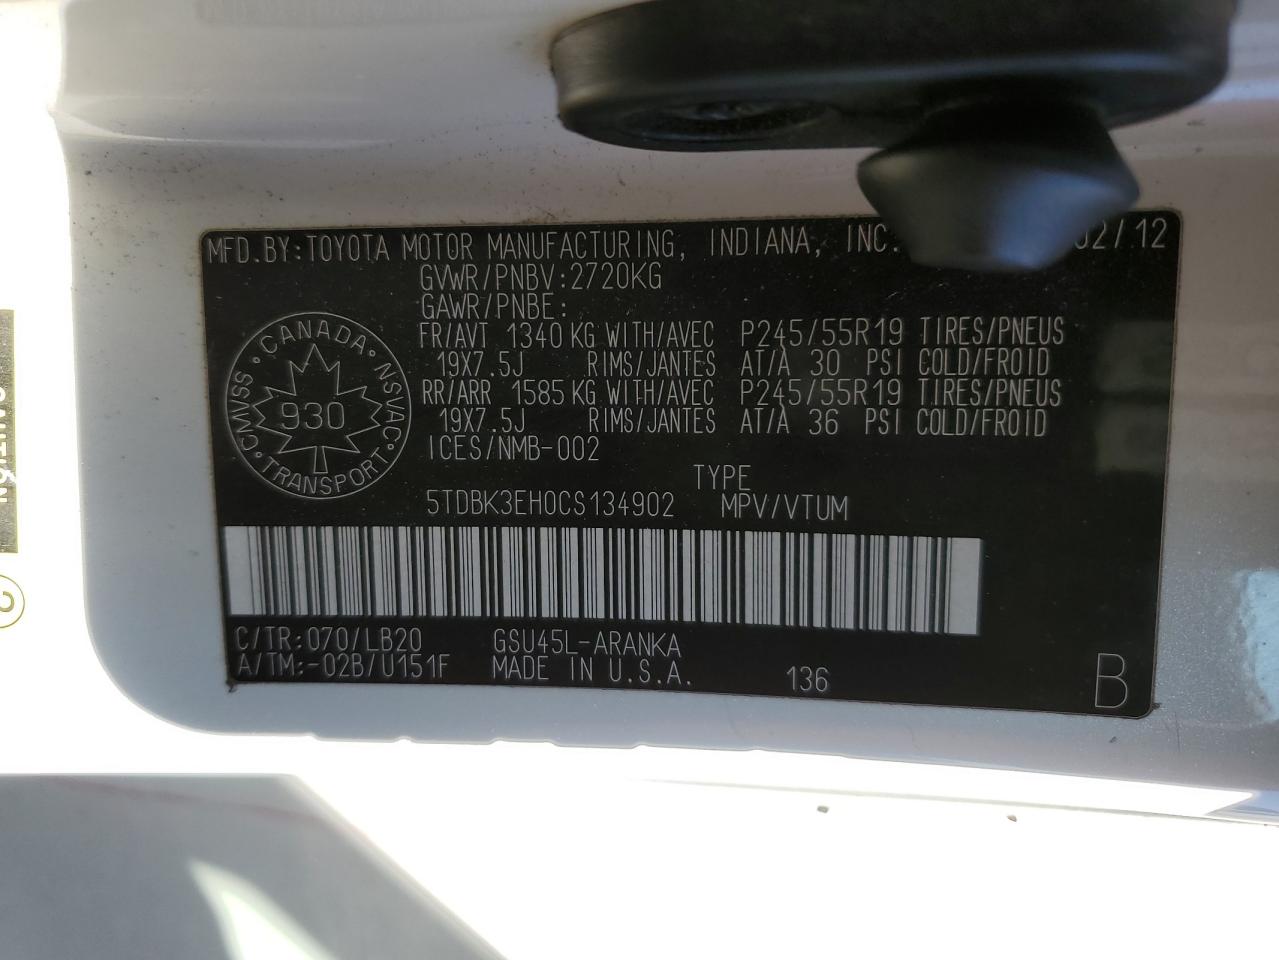 MFD.BY:TOYOTA MOTOR MANUFACTURING, INDIANA, INC. 02/12
GVWR/PNBV:2720KG
GAWR/PNBE:
FR/AVT 1340 KG WITH/AVEC P245/55R19 TIRES/PNEUS
19X7.5J RIMS/JANTES AT/A 30 PSI COLD/FROID
RR/ARR 1585 KG WITH/AVEC P245/55R19 TIRES/PNEUS
19X7.5J RIMS/JANTES AT/A 36 PSI COLD/FROID
ICES/NMB-002
CANADA
CMVSS/NSVAC
930
TRANSPORT
TYPE
5TDBK3EH0CS134902 MPV/VTUM
C/TR:070/LB20 GSU45L-ARANKA
A/TM:-02B/U151F MADE IN U.S.A. 136
B